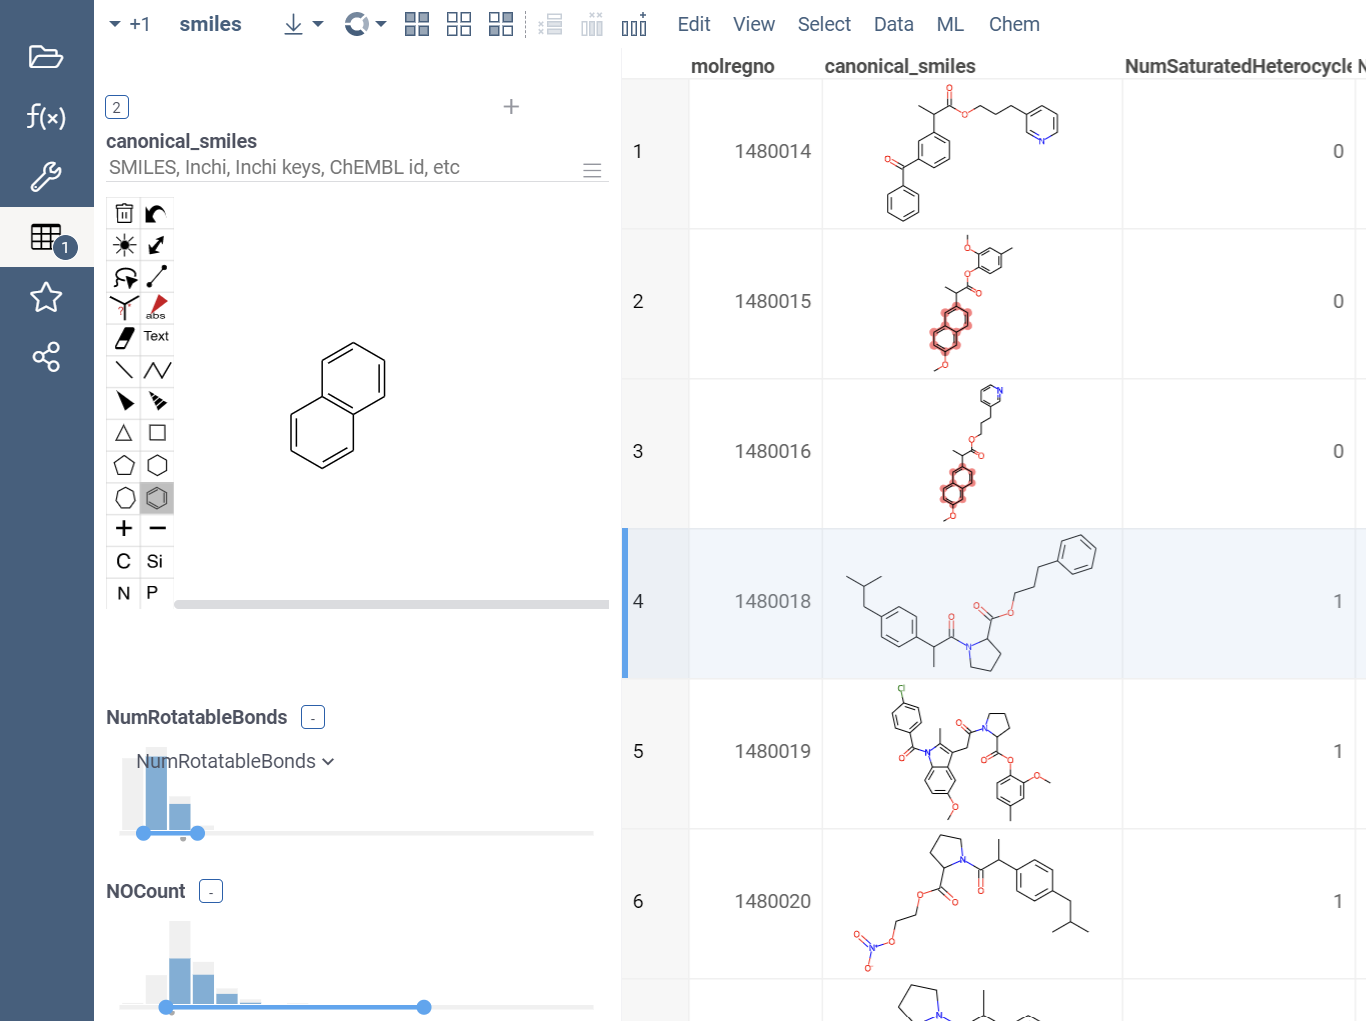 +1 smiles Edit View Select Data ML Chem
molregno canonical_smiles NumSaturatedHeterocycle N
2 +
canonical_smiles
SMILES, Inchi, Inchi keys, ChEMBL id, etc
f(x)
1
?
abs
Text
+ −
C Si
N P
NumRotatableBonds -
NumRotatableBonds
NOCount -
1 1480014 0
O
O
N
O
2 1480015 0
O
O
O
O
3 1480016 0
N
O
O
O
4 1480018 1
O
O
O
N
5 1480019 1
Cl
O
N
N
O
O
O
O
O
6 1480020 1
N
O
O
O
O
N+
O
O-
N